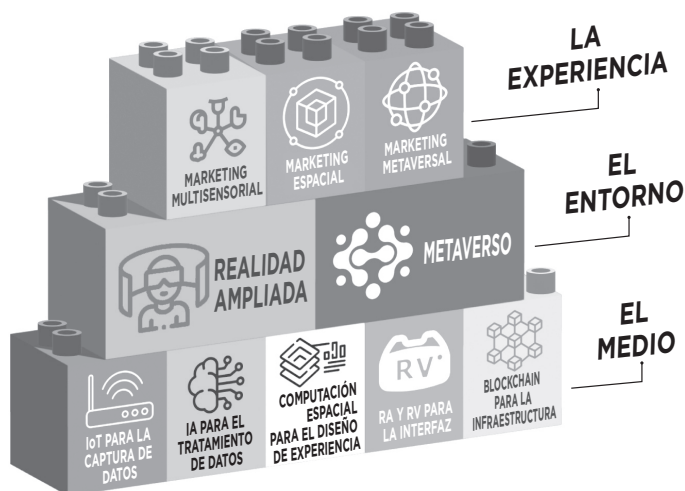 LA
EXPERIENCIA
MARKETING
MULTISENSORIAL
MARKETING
ESPACIAL
MARKETING
METAVERSAL
EL
ENTORNO
REALIDAD
AMPLIADA
METAVERSO
EL
MEDIO
IoT PARA LA
CAPTURA DE
DATOS
IA PARA EL
TRATAMIENTO
DE DATOS
COMPUTACIÓN
ESPACIAL
PARA EL DISEÑO
DE EXPERIENCIA
RV
RA Y RV PARA
LA INTERFAZ
BLOCKCHAIN
PARA LA
INFRAESTRUCTURA